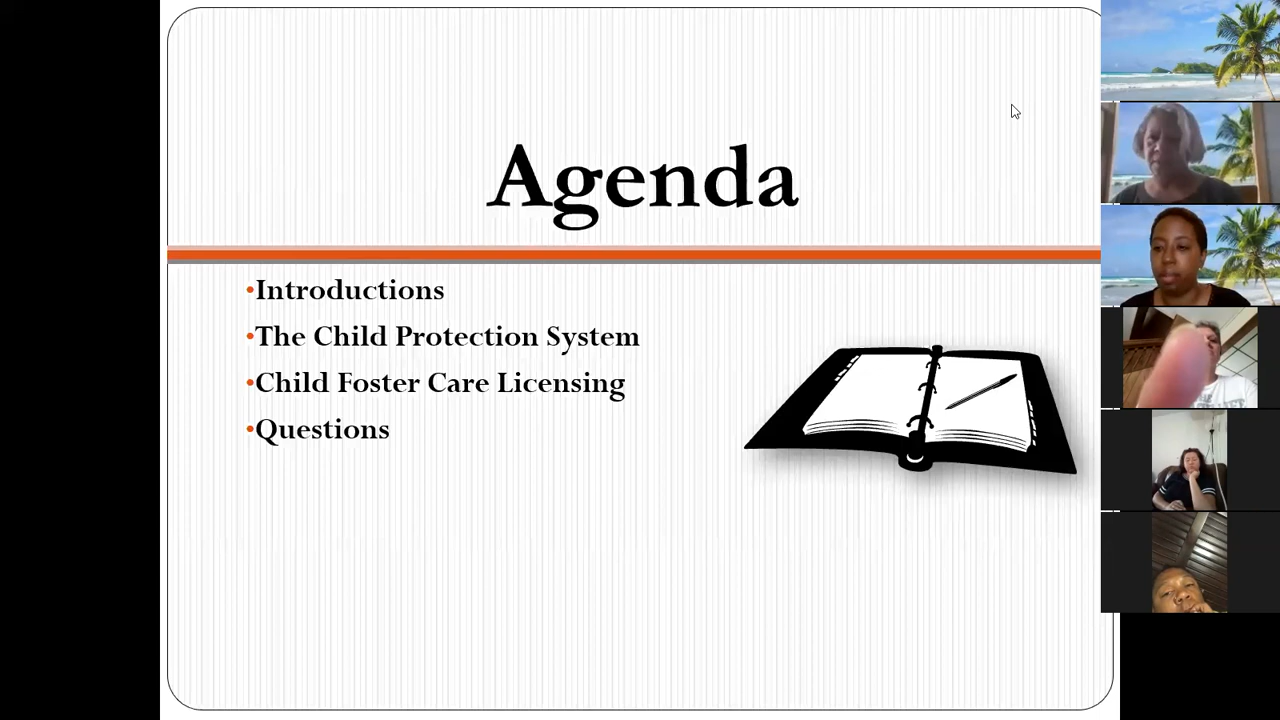 Agenda
•Introductions
•The Child Protection System
•Child Foster Care Licensing
•Questions